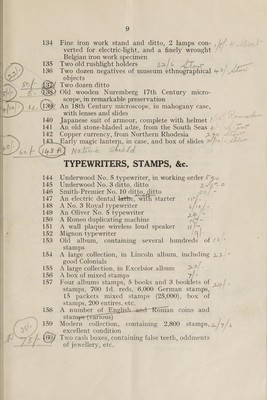 9
134 Fine iron work stand and ditto, 2 lamps con-
verted for electric-light, and a finely wrought
Belgian iron work specimen
135 Two old rushlight holders
136 Two dozen negatives of museum ethnographical
objects
137 Two dozen ditto
138 Old wooden Nuremberg 17th Century micro-
scope, in remarkable preservation
139 An 18th Century microscope, in mahogany case,
with lenses and slides
140 Japanese suit of armour, complete with helmet
141 An old stone-bladed adze, from the South Seas
142 Copper currency, from Northern Rhodesia
143 Early magic lantern, in case, and box of slides
143A Native Shield
TYPEWRITERS, STAMPS, &c.
144 Underwood No. 5 typewriter, in working order
145 Underwood No. 3 ditto, ditto
146 Smith-Premier No. 10 ditto, ditto
147 An electric dental lathe, with starter
148 A No. 3 Royal typewriter
149 An Oliver No. 5 typewriter
150 A Roneo duplicating machine
151 A wall plaque wireless loud speaker
152 Mignon typewriter
153 Old album, containing several hundreds of
stamps
154 A large collection, in Lincoln album, including
good Colonials
155 A large collection, in Excelsior album
156 A box of mixed stamps
157 Four albums stamps, 5 books and 3 booklets of
stamps, 700 1d. reds, 6,000 German stamps,
15 packets mixed stamps (25,000), box of
stamps, 200 entires, etc.
158 A number of English and Roman coins and
stamps (various)
159 Modern collection, containing 2,800 stamps,
excellent condition
160 Two cash boxes, containing false teeth, oddments
of jewellery, etc.